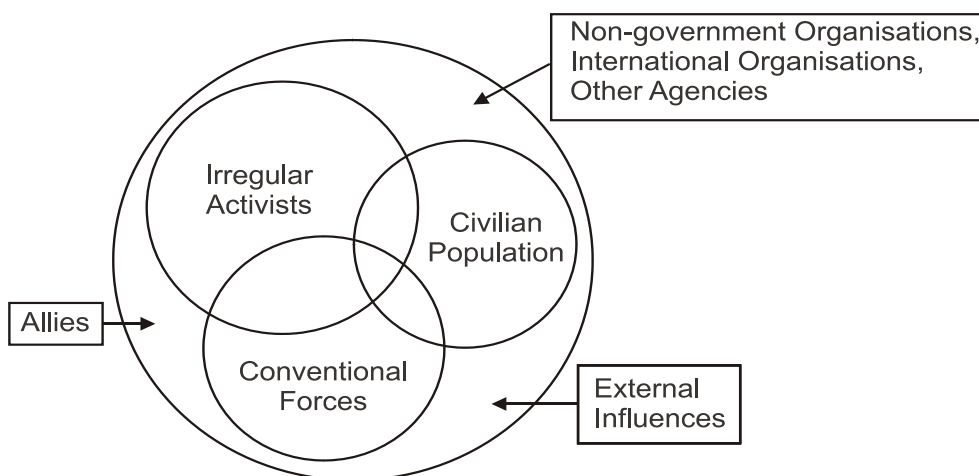 Non-government Organisations,
International Organisations,
Other Agencies
Irregular
Activists
Civilian
Population
Allies
Conventional
Forces
External
Influences